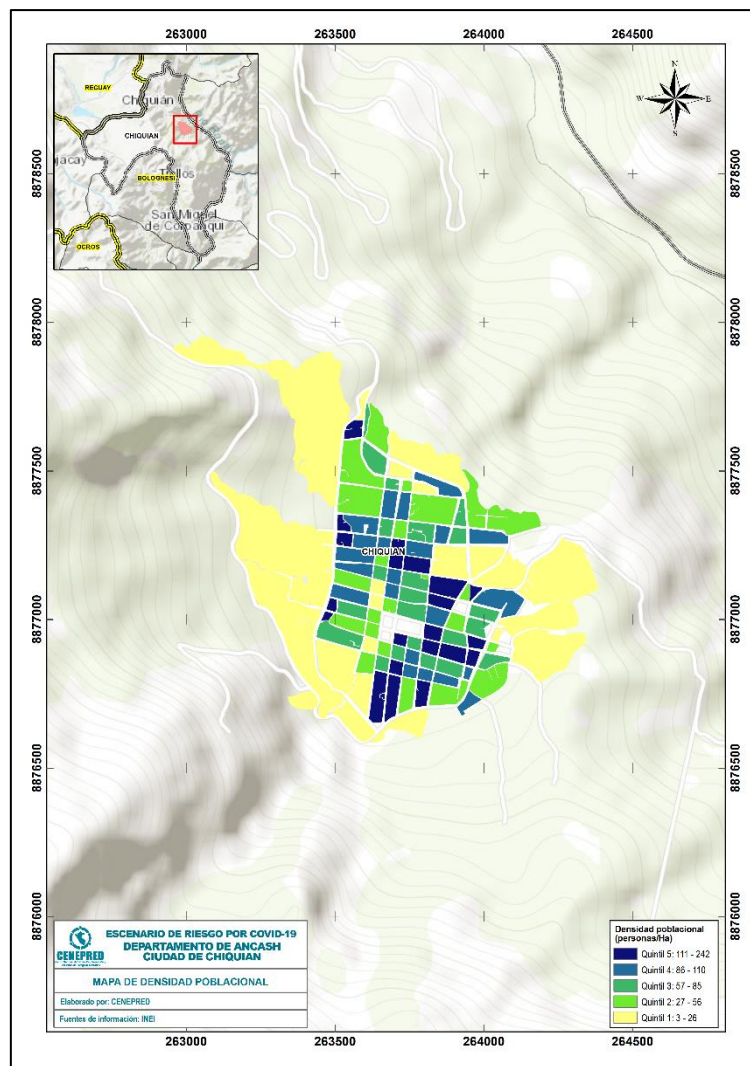 263000 263500 264000 264500
RECUAY
Chiquián
CHIQUIAN
BOLOGNESI
San Miguel
de Corpanqui
OCROS
N
W E
S
8878500 8878500
8878000 8878000
8877500 8877500
CHIQUIAN
8877000 8877000
8876500 8876500
8876000 8876000
CENEPRED
ESCENARIO DE RIESGO POR COVID-19
DEPARTAMENTO DE ANCASH
CIUDAD DE CHIQUIAN
MAPA DE DENSIDAD POBLACIONAL
Elaborado por: CENEPRED
Fuentes de información: INEI
Densidad poblacional
(personas/Ha)
Quintil 5: 111 - 242
Quintil 4: 86 - 110
Quintil 3: 57 - 85
Quintil 2: 27 - 56
Quintil 1: 3 - 26
263000 263500 264000 264500